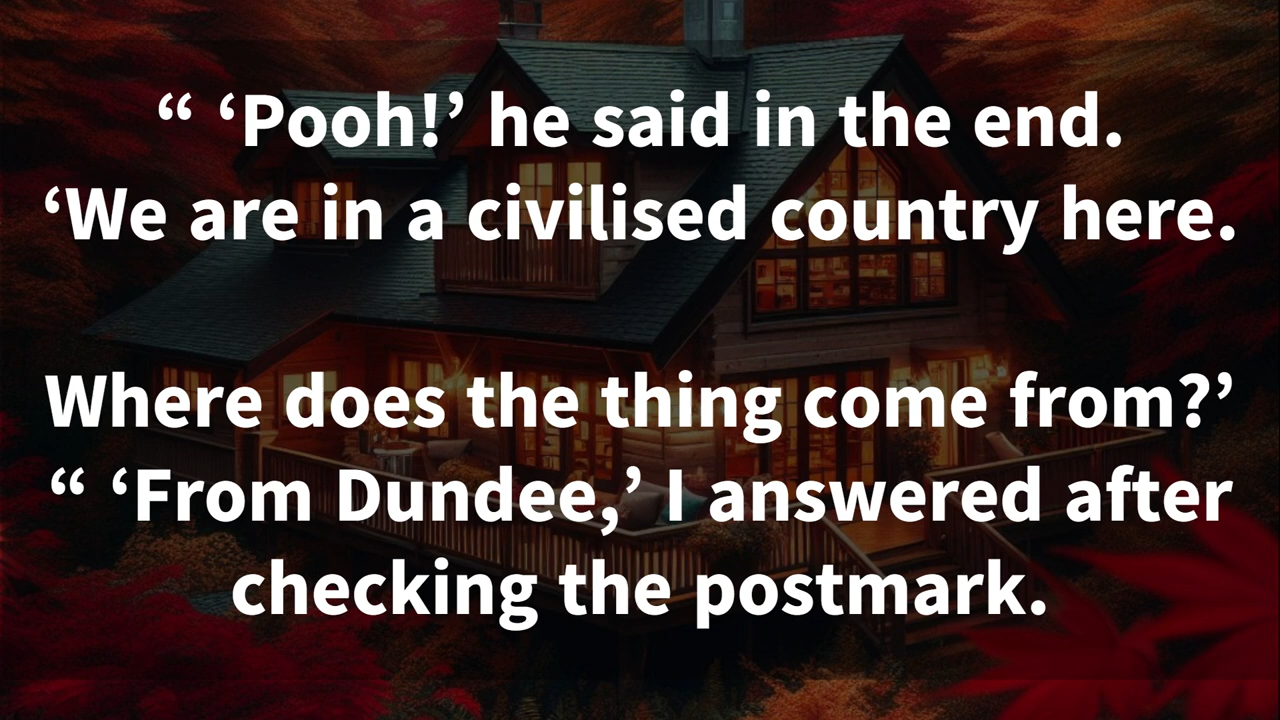 “ ‘Pooh!’ he said in the end.
‘We are in a civilised country here.
Where does the thing come from?’
“ ‘From Dundee,’ I answered after
checking the postmark.